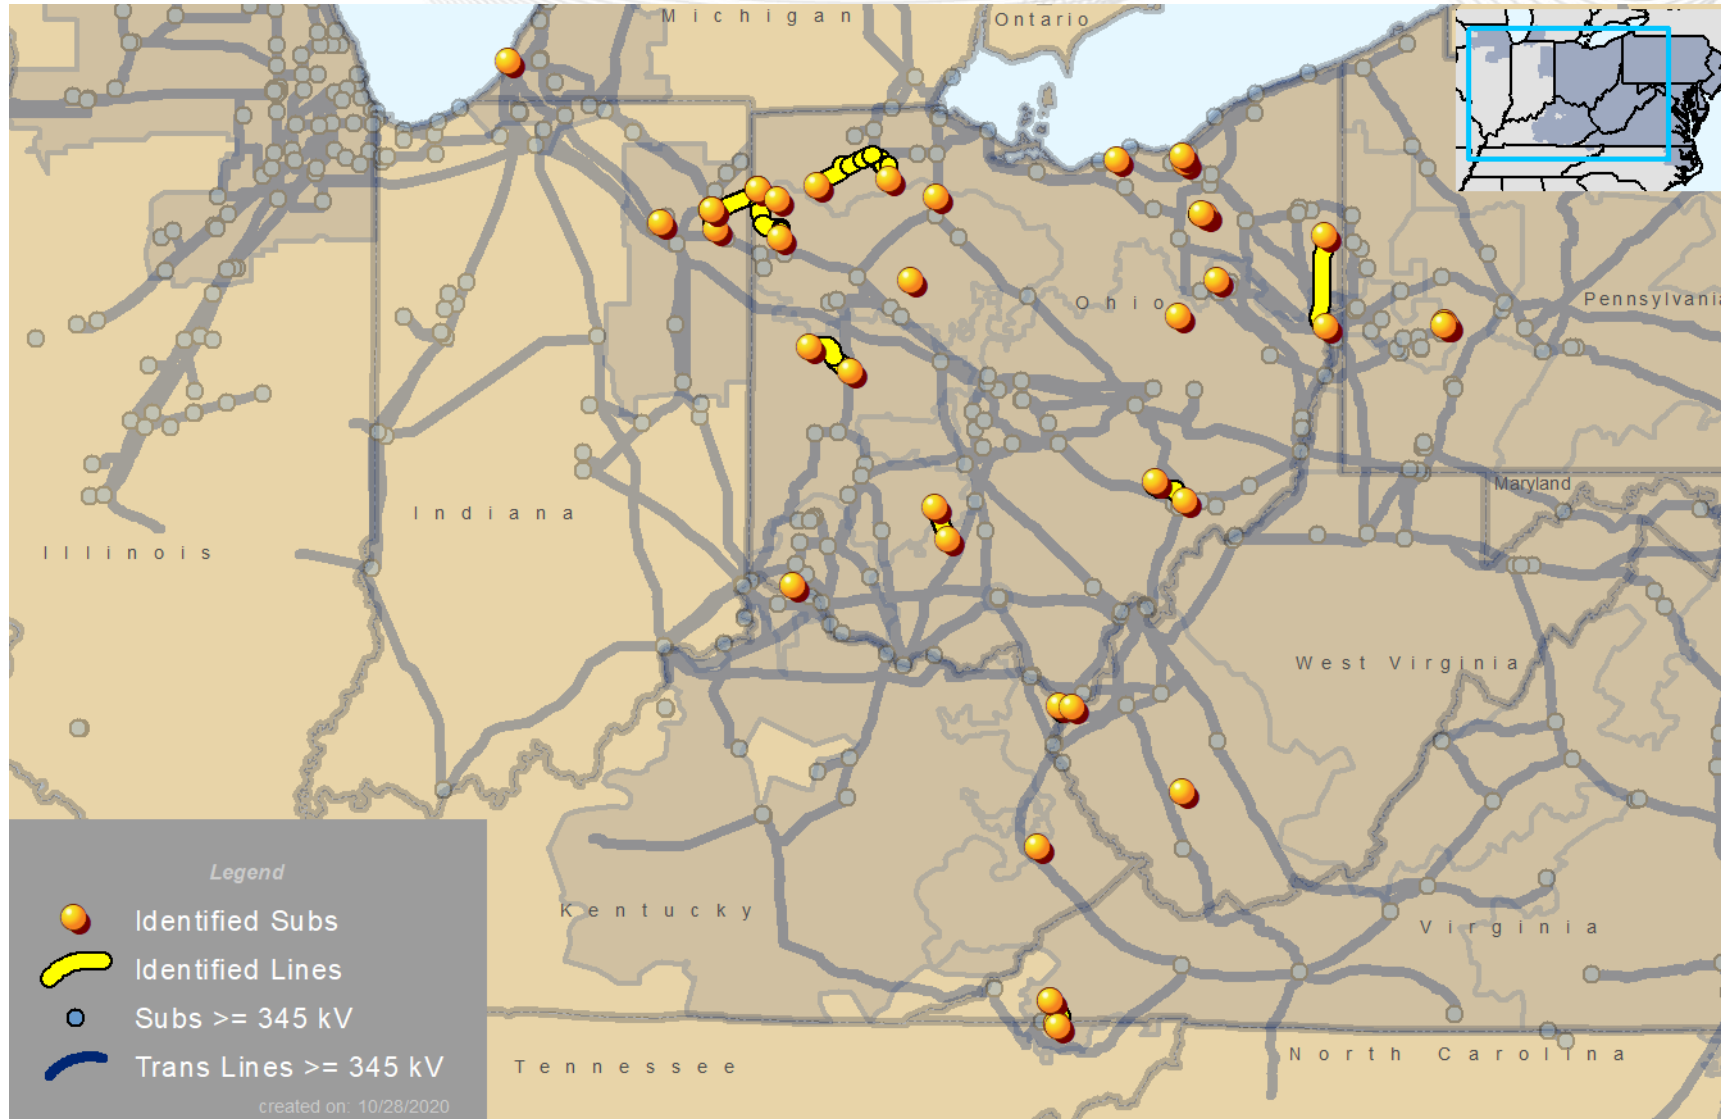 Michigan
Ontario
Ohio
Pennsylvania
Maryland
Indiana
Illinois
West Virginia
Kentucky
Virginia
Tennessee
North Carolina
Legend
Identified Subs
Identified Lines
Subs >= 345 kV
Trans Lines >= 345 kV
created on: 10/28/2020